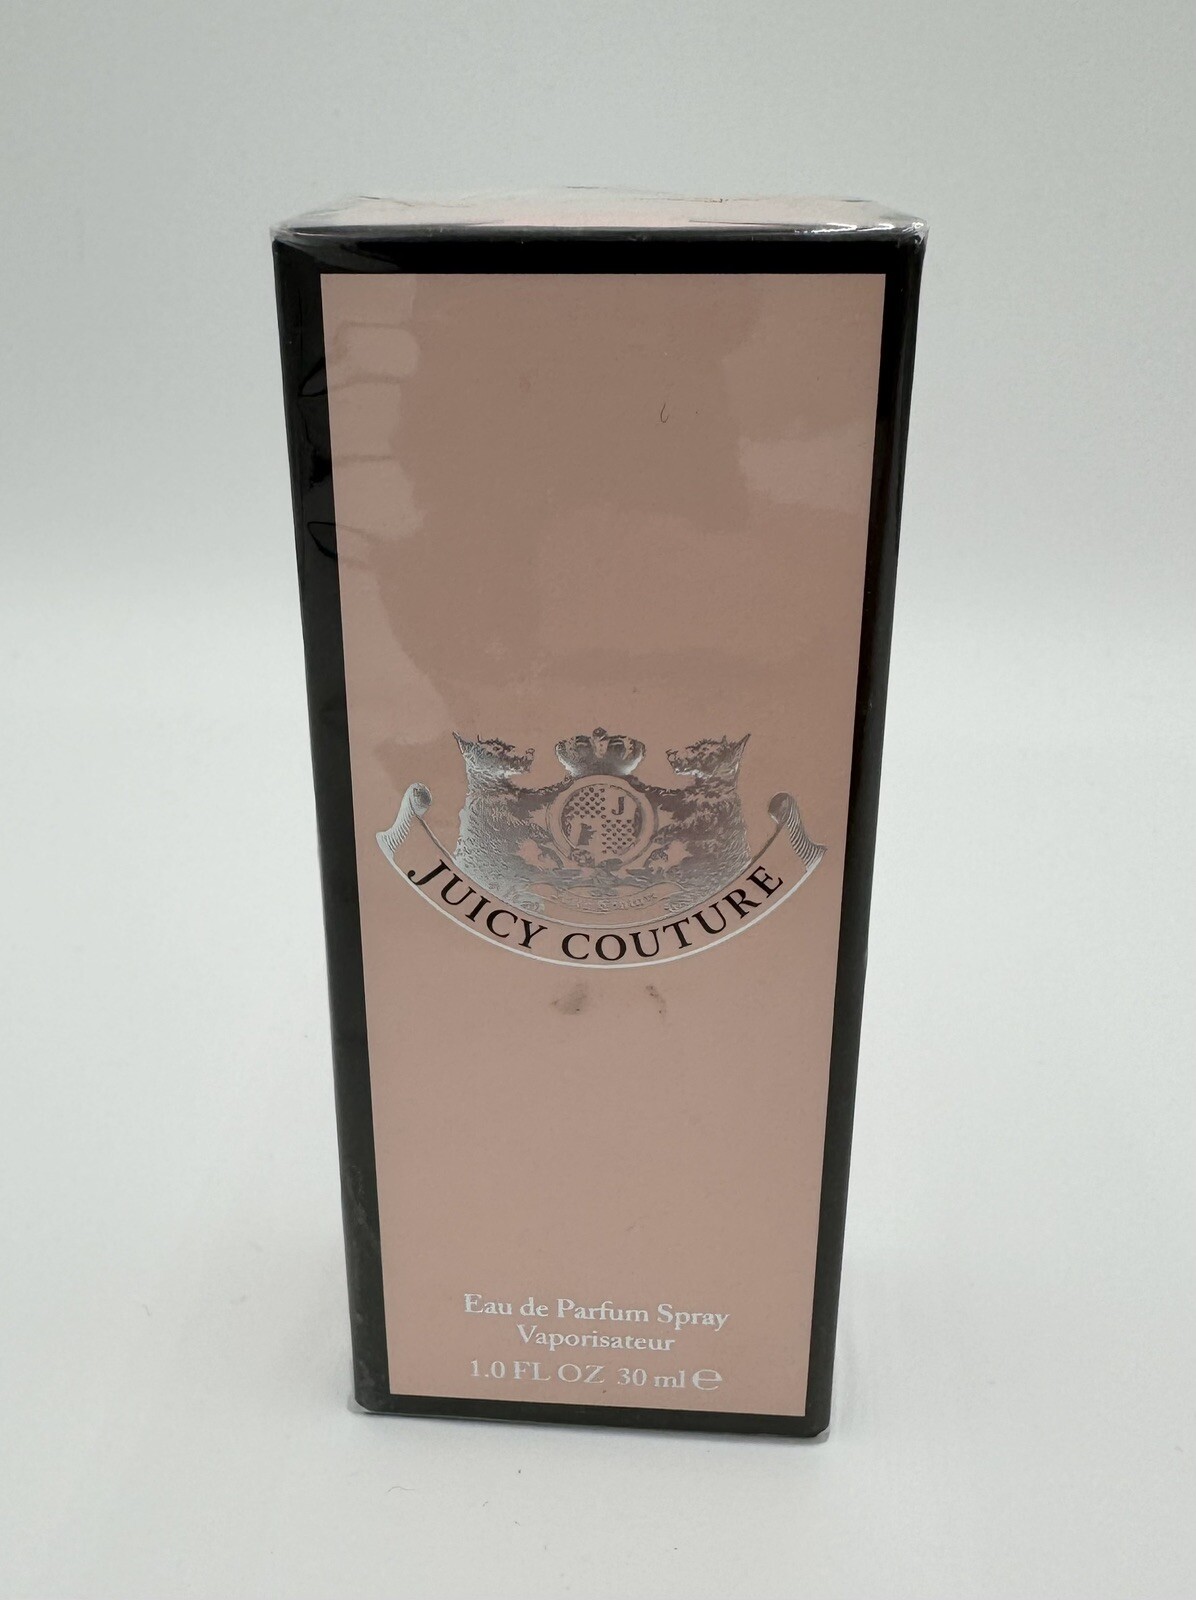 J
JUICY COUTURE
Eau de Parfum Spray
Vaporisateur
1.0 FL OZ 30 ml ℮